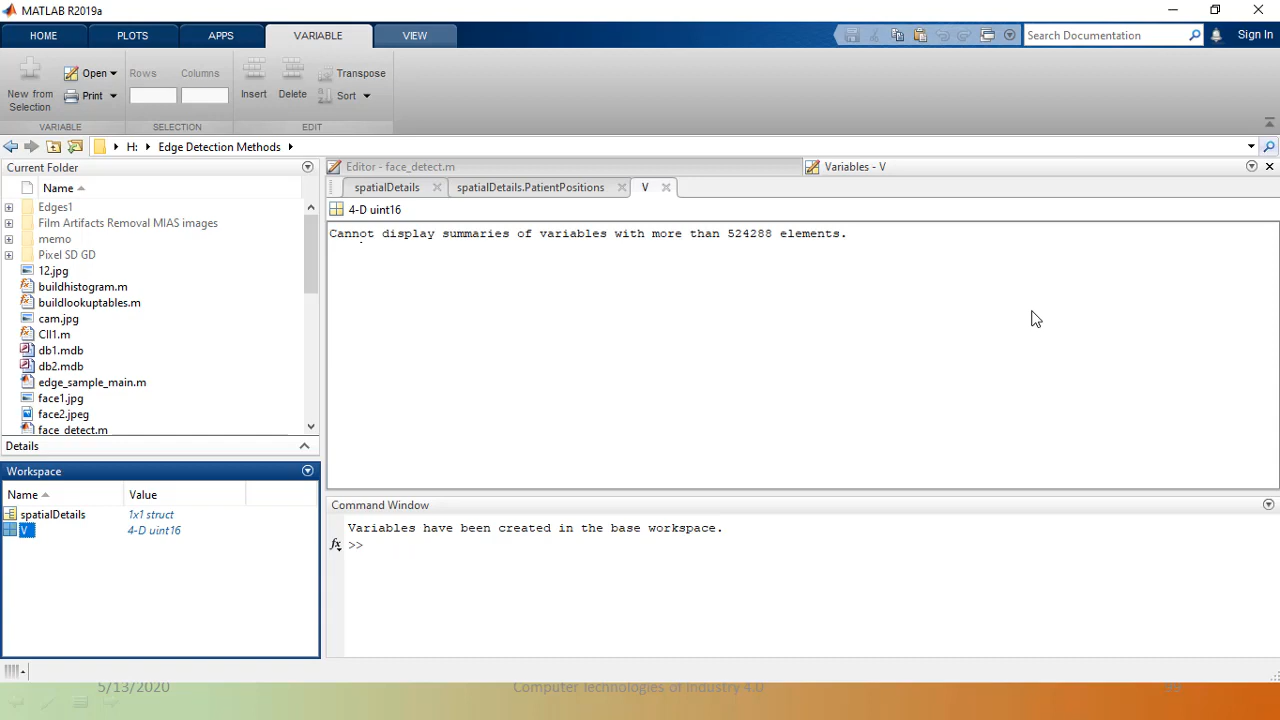 MATLAB R2019a
HOME PLOTS APPS VARIABLE VIEW
Search Documentation
Sign In
New from Selection
Open
Print
Rows Columns
Insert
Delete
Transpose
Sort
VARIABLE SELECTION EDIT
H: Edge Detection Methods
Current Folder
Name
Edges1
Film Artifacts Removal MIAS images
memo
Pixel SD GD
12.jpg
buildhistogram.m
buildlookuptables.m
cam.jpg
CII1.m
db1.mdb
db2.mdb
edge_sample_main.m
face1.jpg
face2.jpeg
face_detect.m
Details
Workspace
Name Value
spatialDetails 1x1 struct
V 4-D uint16
Editor - face_detect.m
Variables - V
spatialDetails spatialDetails.PatientPositions V
4-D uint16
Cannot display summaries of variables with more than 524288 elements.
Command Window
Variables have been created in the base workspace.
fx >>
5/13/2020
Computer Technologies of Industry 4.0